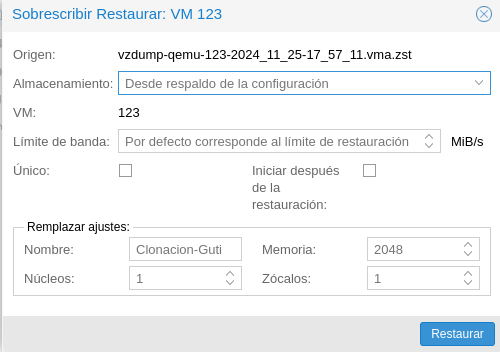 Sobrescribir Restaurar: VM 123
Origen: vzdump-qemu-123-2024_11_25-17_57_11.vma.zst
Almacenamiento: Desde respaldo de la configuración
VM: 123
Límite de banda: Por defecto corresponde al límite de restauración MiB/s
Único:
Iniciar después
de la
restauración:
Remplazar ajustes:
Nombre: Clonacion-Guti Memoria: 2048
Núcleos: 1 Zócalos: 1
Restaurar